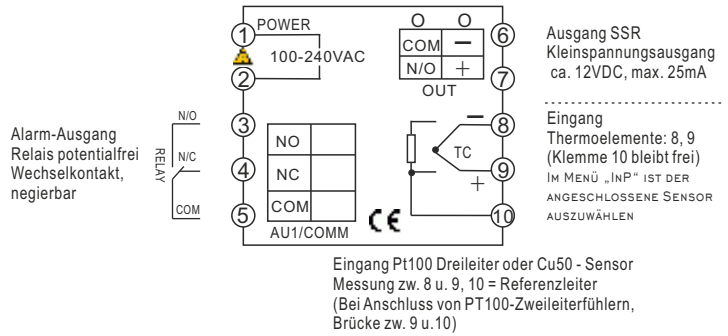 1
POWER
2
100-240VAC
O O
COM −
N/O +
OUT
6
7
Ausgang SSR
Kleinspannungsausgang
ca. 12VDC, max. 25mA
Alarm-Ausgang
Relais potentialfrei
Wechselkontakt,
negierbar
RELAY
N/O
N/C
COM
3
4
5
NO
NC
COM
AU1/COMM
CE
−
TC
+
8
9
10
Eingang
Thermoelemente: 8, 9
(Klemme 10 bleibt frei)
IM MENÜ „INP“ IST DER
ANGESCHLOSSENE SENSOR
AUSZUWÄHLEN
Eingang Pt100 Dreileiter oder Cu50 - Sensor
Messung zw. 8 u. 9, 10 = Referenzleiter
(Bei Anschluss von PT100-Zweileiterfühlern,
Brücke zw. 9 u.10)